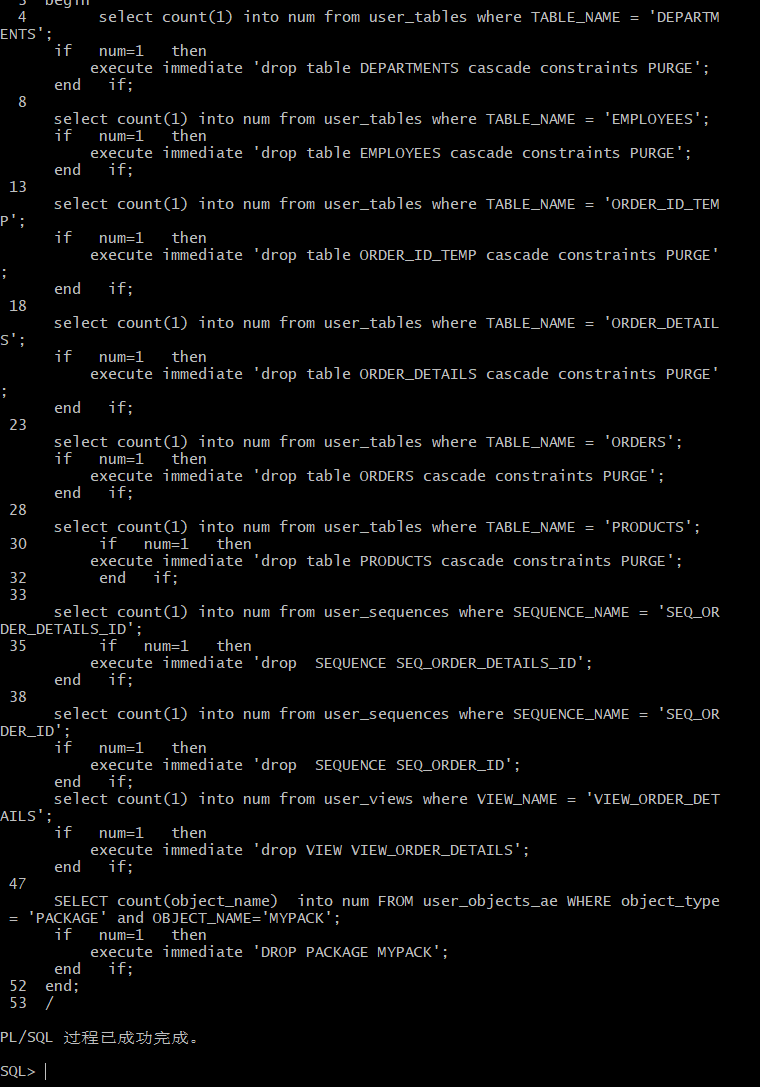 3  begin
  4        select count(1) into num from user_tables where TABLE_NAME = 'DEPARTM
ENTS';
      if   num=1   then
          execute immediate 'drop table DEPARTMENTS cascade constraints PURGE';
      end   if;
  8
      select count(1) into num from user_tables where TABLE_NAME = 'EMPLOYEES';
      if   num=1   then
          execute immediate 'drop table EMPLOYEES cascade constraints PURGE';
      end   if;
 13
      select count(1) into num from user_tables where TABLE_NAME = 'ORDER_ID_TEM
P';
      if   num=1   then
          execute immediate 'drop table ORDER_ID_TEMP cascade constraints PURGE'
;
      end   if;
 18
      select count(1) into num from user_tables where TABLE_NAME = 'ORDER_DETAIL
S';
      if   num=1   then
          execute immediate 'drop table ORDER_DETAILS cascade constraints PURGE'
;
      end   if;
 23
      select count(1) into num from user_tables where TABLE_NAME = 'ORDERS';
      if   num=1   then
          execute immediate 'drop table ORDERS cascade constraints PURGE';
      end   if;
 28
      select count(1) into num from user_tables where TABLE_NAME = 'PRODUCTS';
 30        if   num=1   then
          execute immediate 'drop table PRODUCTS cascade constraints PURGE';
 32        end   if;
 33
      select count(1) into num from user_sequences where SEQUENCE_NAME = 'SEQ_OR
DER_DETAILS_ID';
 35        if   num=1   then
          execute immediate 'drop  SEQUENCE SEQ_ORDER_DETAILS_ID';
      end   if;
 38
      select count(1) into num from user_sequences where SEQUENCE_NAME = 'SEQ_OR
DER_ID';
      if   num=1   then
          execute immediate 'drop  SEQUENCE SEQ_ORDER_ID';
      end   if;
      select count(1) into num from user_views where VIEW_NAME = 'VIEW_ORDER_DET
AILS';
      if   num=1   then
          execute immediate 'drop VIEW VIEW_ORDER_DETAILS';
      end   if;
 47
      SELECT count(object_name)  into num FROM user_objects_ae WHERE object_type
 = 'PACKAGE' and OBJECT_NAME='MYPACK';
      if   num=1   then
          execute immediate 'DROP PACKAGE MYPACK';
      end   if;
 52  end;
 53  /
PL/SQL 过程已成功完成。
SQL>